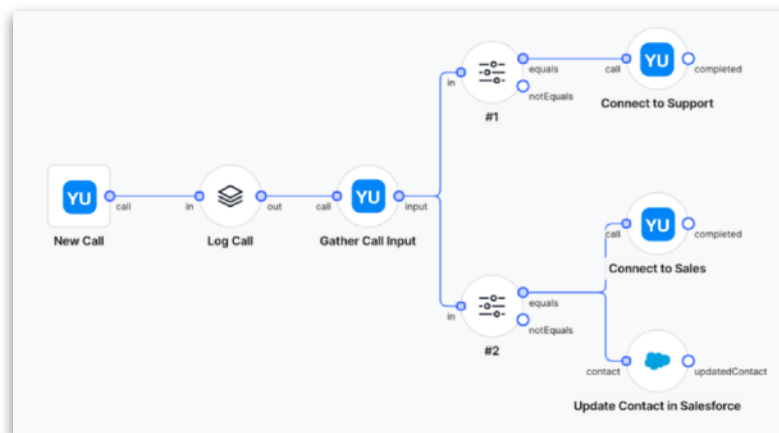 YU
call
New Call
in
out
Log Call
YU
call
input
Gather Call Input
in
equals
notEquals
#1
YU
call
completed
Connect to Support
in
equals
notEquals
#2
YU
call
completed
Connect to Sales
contact
updatedContact
Update Contact in Salesforce